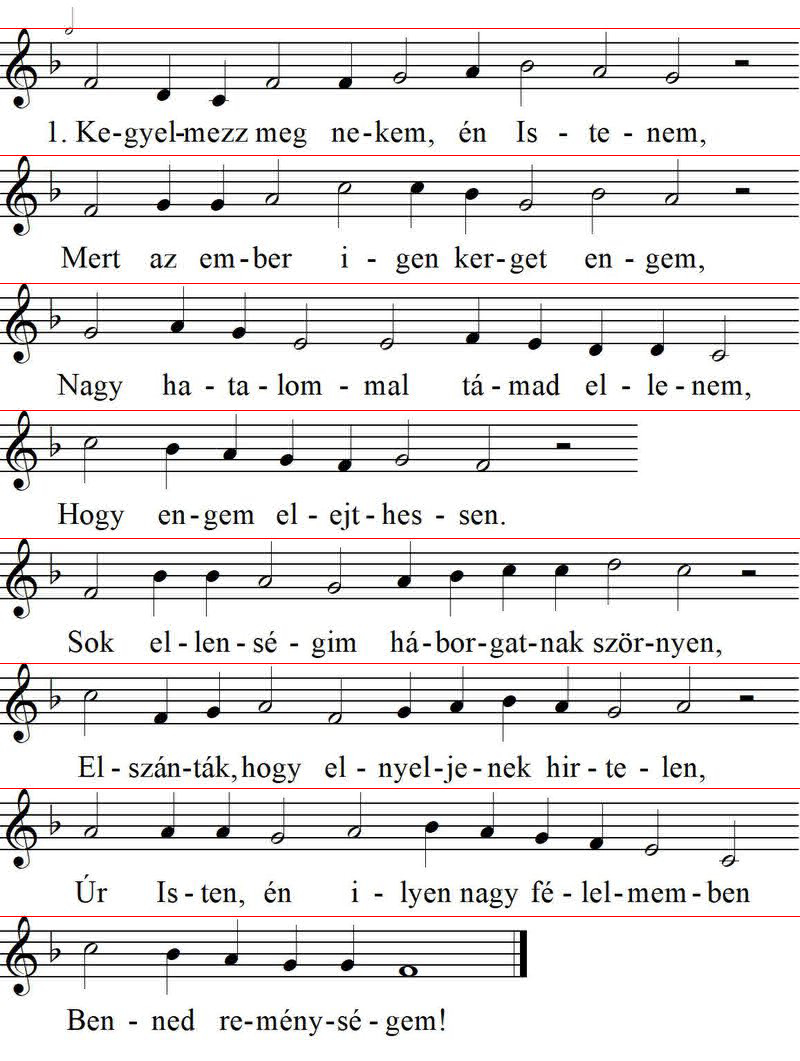 1. Ke-gyel-mezz meg ne-kem, én Is - te - nem,
Mert az em-ber i - gen ker-get en - gem,
Nagy ha - ta - lom - mal tá - mad el - le - nem,
Hogy en-gem el - ejt-hes - sen.
Sok el-len-sé - gim há-bor-gat-nak ször-nyen,
El - szán-ták, hogy el - nyel-je-nek hir - te - len,
Úr Is - ten, én i - lyen nagy fé - lel-mem-ben
Ben - ned re-mény-sé - gem!